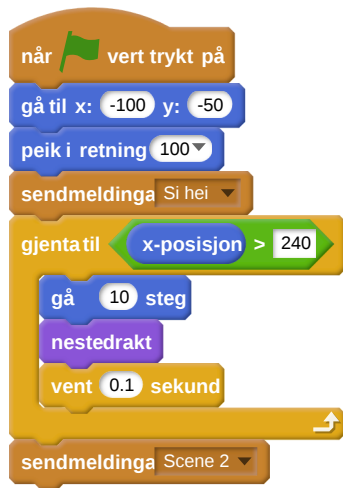 når vert trykt på
gå til x: -100 y: -50
peik i retning 100
sendmeldinga Si hei
gjenta til x-posisjon > 240
gå 10 steg
nestedrakt
vent 0.1 sekund
sendmeldinga Scene 2